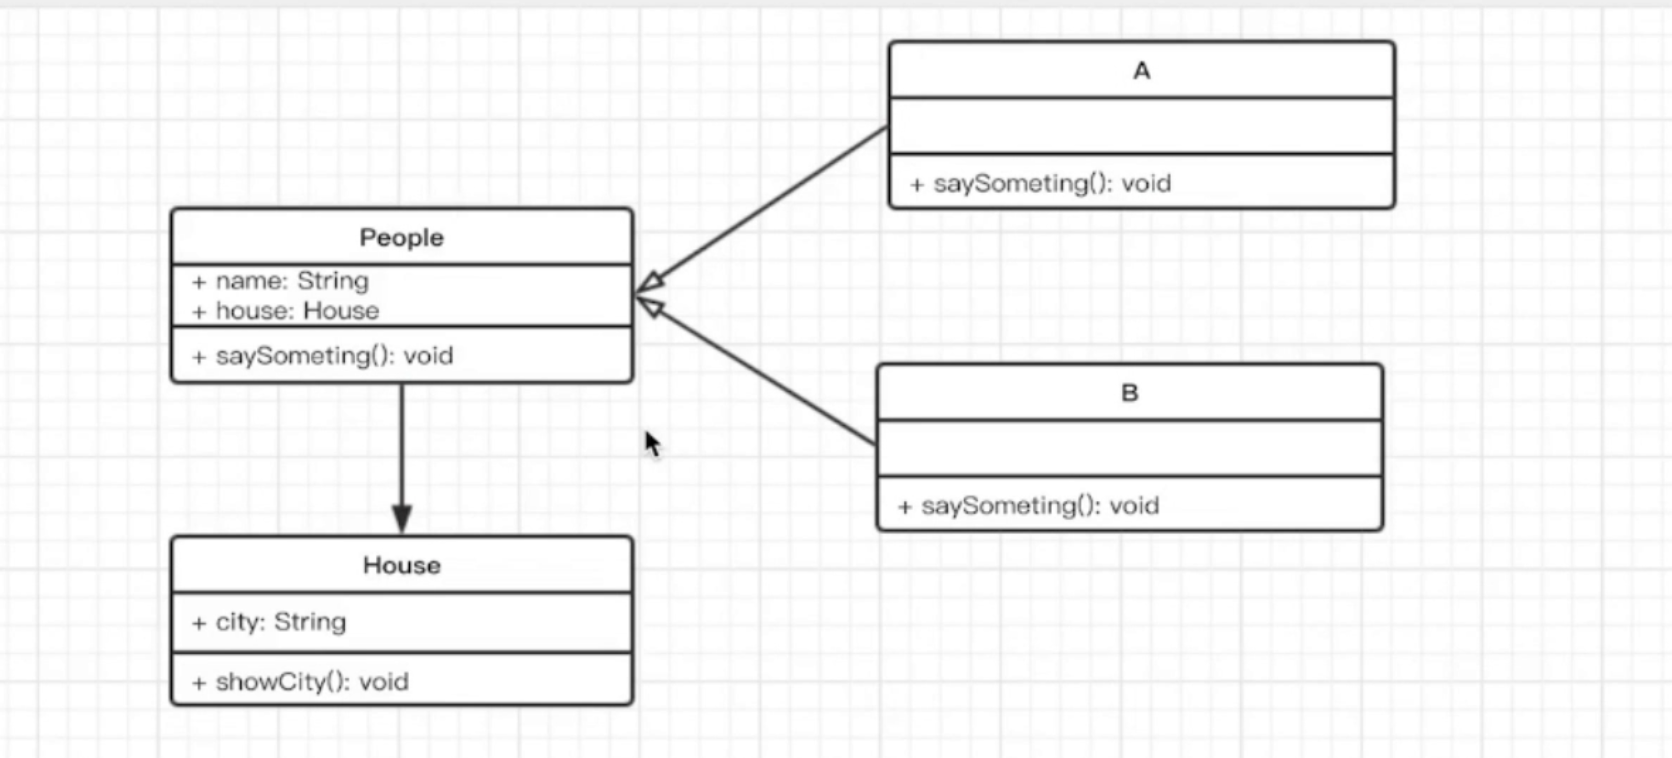 People
+ name: String
+ house: House
+ saySometing(): void
House
+ city: String
+ showCity(): void
A
+ saySometing(): void
B
+ saySometing(): void